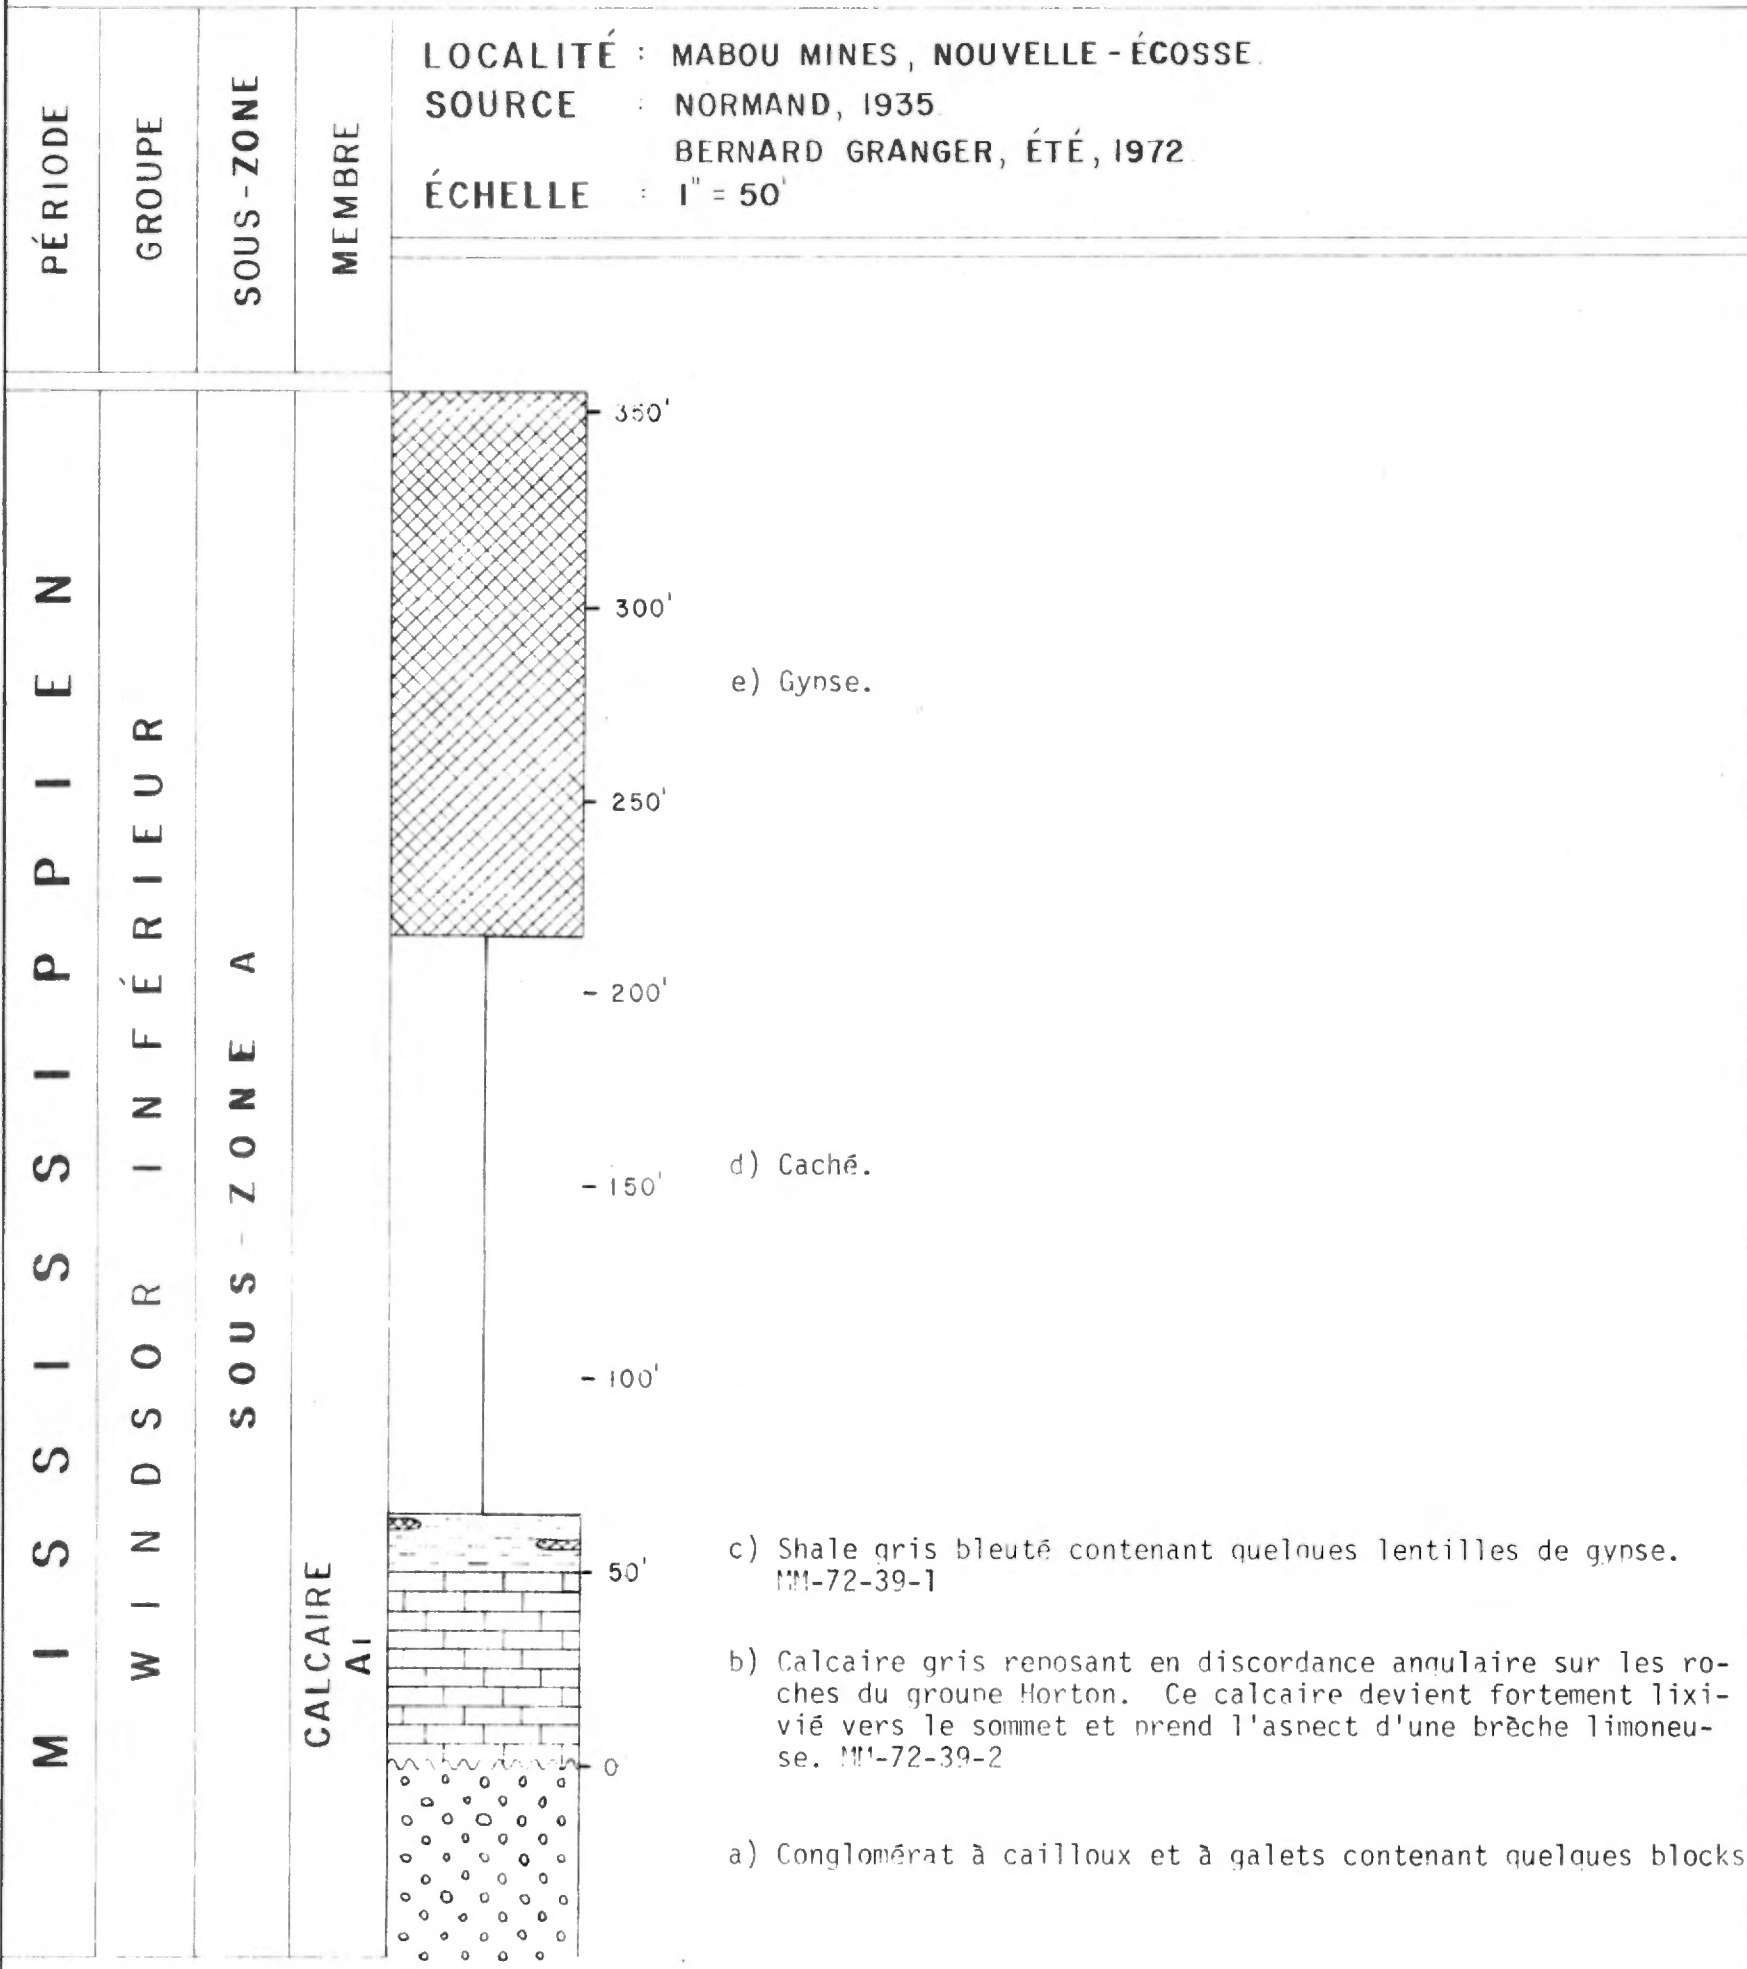 PÉRIODE
GROUPE
SOUS-ZONE
MEMBRE
LOCALITÉ : MABOU MINES, NOUVELLE-ÉCOSSE.
SOURCE : NORMAND, 1935.
BERNARD GRANGER, ÉTÉ, 1972.
ÉCHELLE : 1" = 50'
MISSISSIPPIEN
WINDSOR INFÉRIEUR
SOUS-ZONE A
CALCAIRE
A1
350'
300'
e) Gypse.
250'
200'
d) Caché.
150'
100'
c) Shale gris bleuté contenant quelques lentilles de gypse.
50'
MM-72-39-1
b) Calcaire gris reposant en discordance angulaire sur les ro-
ches du groupe Horton. Ce calcaire devient fortement lixi-
vié vers le sommet et prend l'aspect d'une brèche limoneu-
se. MM-72-39-2
0
a) Conglomérat à cailloux et à galets contenant quelques blocks